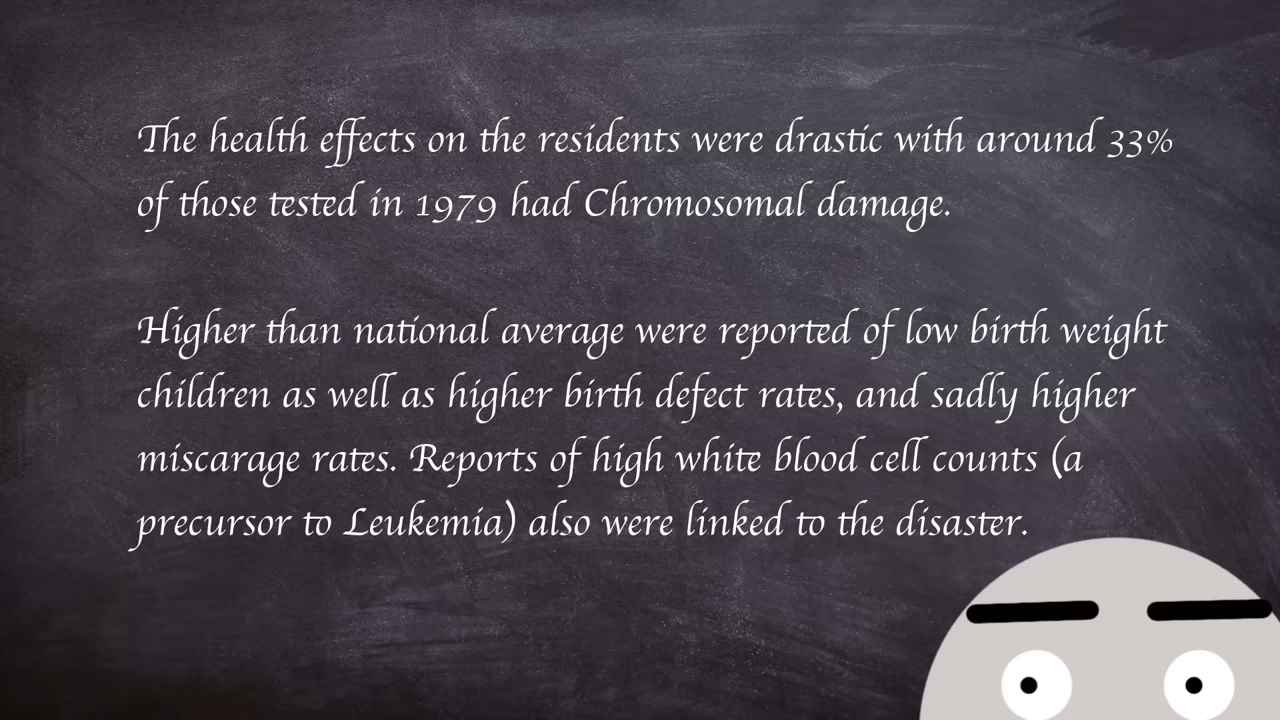 The health effects on the residents were drastic with around 33%
of those tested in 1979 had Chromosomal damage.
Higher than national average were reported of low birth weight
children as well as higher birth defect rates, and sadly higher
miscarage rates. Reports of high white blood cell counts (a
precursor to Leukemia) also were linked to the disaster.